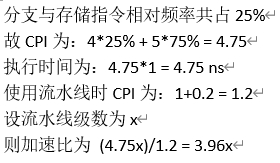 分支与存储指令相对频率共占 25%
故 CPI 为：4*25% + 5*75% = 4.75
执行时间为：4.75*1 = 4.75 ns
使用流水线时 CPI 为：1+0.2 = 1.2
设流水线级数为 x
则加速比为 (4.75x)/1.2 = 3.96x